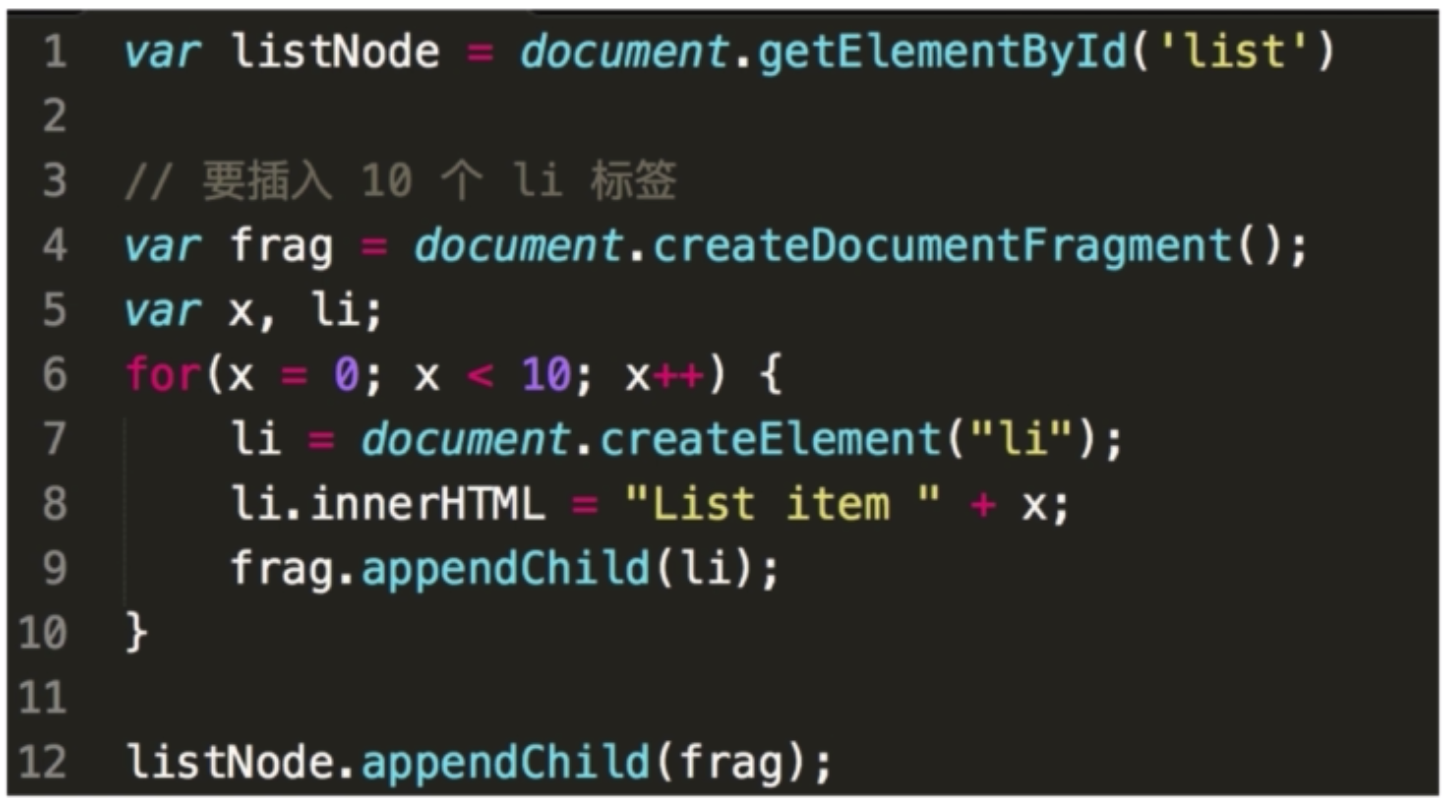 1 var listNode = document.getElementById('list')
2
3 // 要插入 10 个 li 标签
4 var frag = document.createDocumentFragment();
5 var x, li;
6 for(x = 0; x < 10; x++) {
7     li = document.createElement("li");
8     li.innerHTML = "List item " + x;
9     frag.appendChild(li);
10 }
11
12 listNode.appendChild(frag);